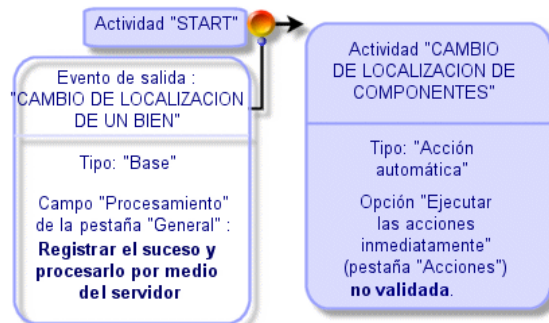 Actividad "START"
Evento de salida :
"CAMBIO DE LOCALIZACION
DE UN BIEN"
Tipo: "Base"
Campo "Procesamiento"
de la pestaña "General" :
Registrar el suceso y
procesarlo por medio
del servidor
Actividad "CAMBIO
DE LOCALIZACION DE
COMPONENTES"
Tipo: "Acción
automática"
Opción "Ejecutar
las acciones
inmediatamente"
(pestaña "Acciones")
no validada.